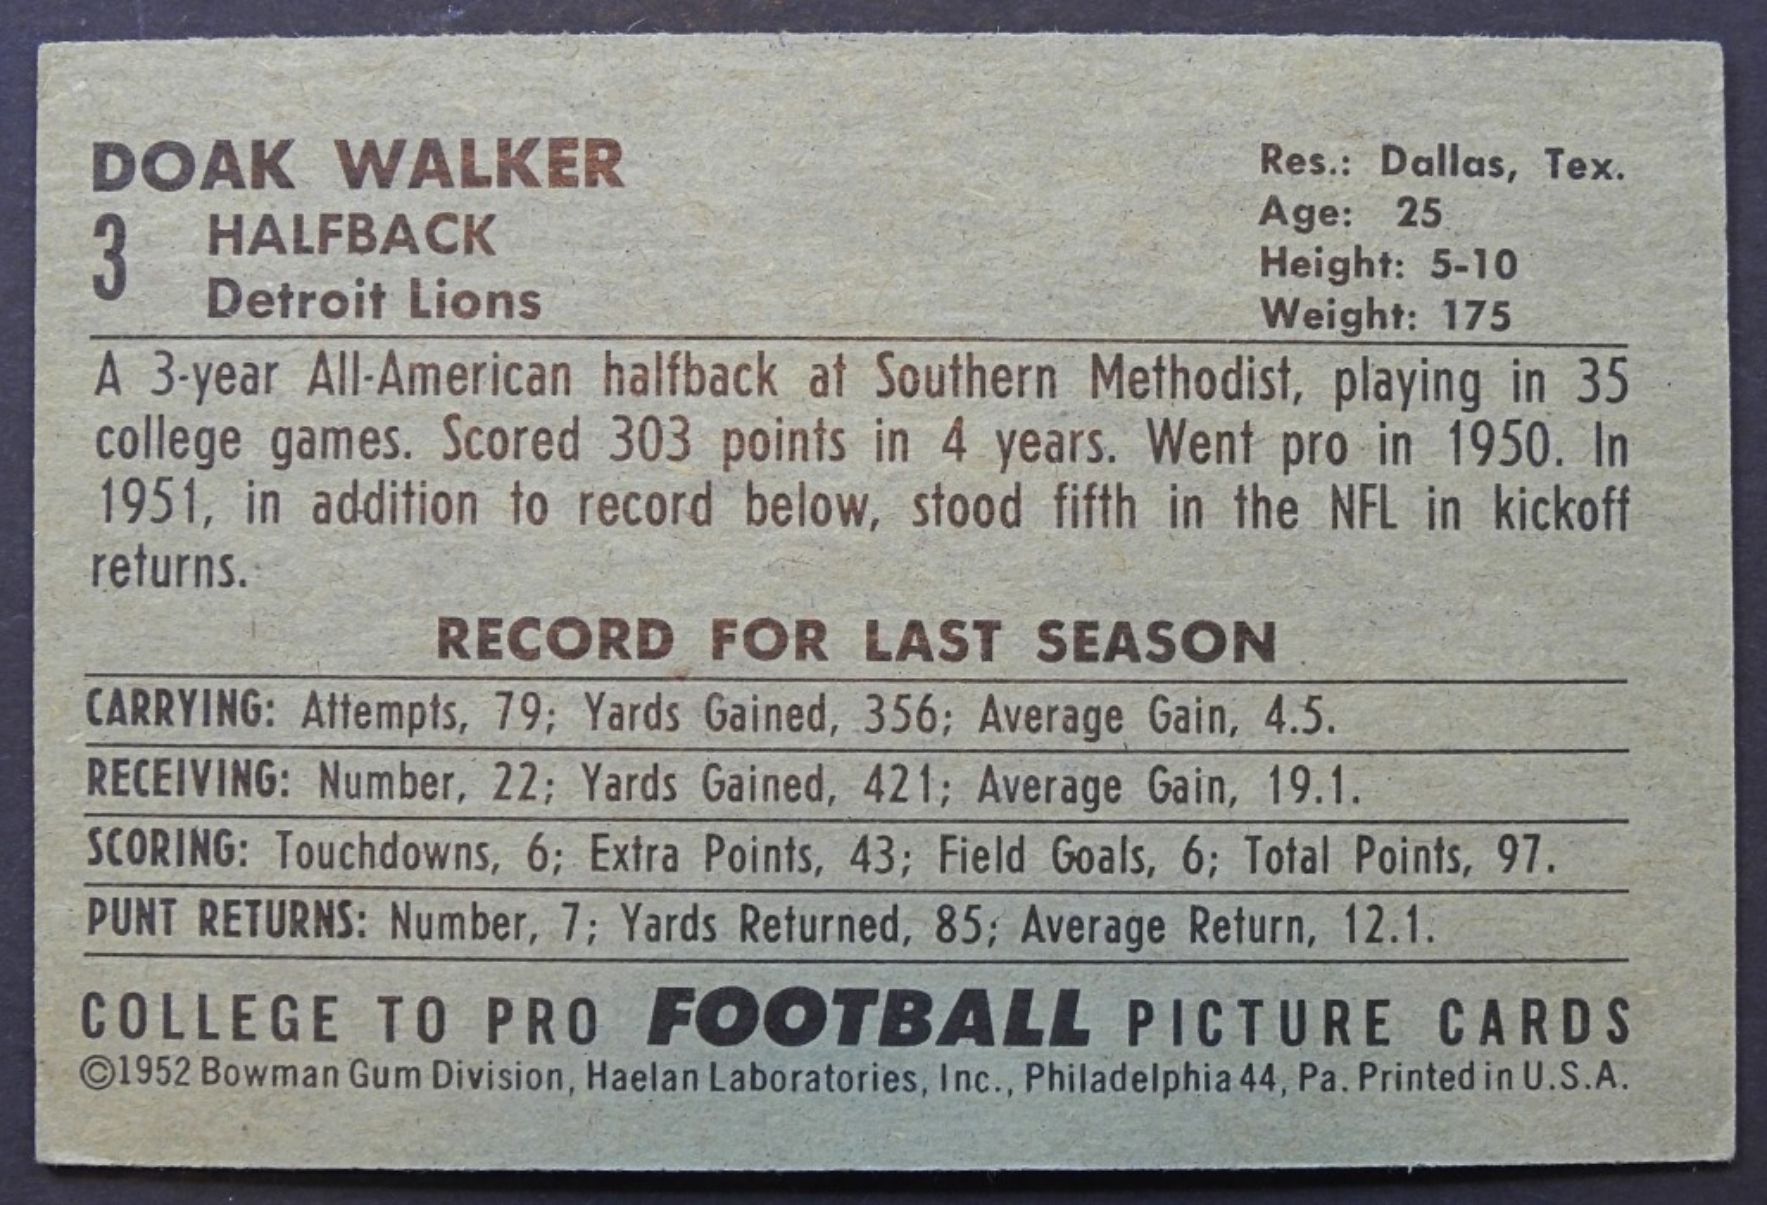 DOAK WALKER
3 HALFBACK
Detroit Lions
Res.: Dallas, Tex.
Age: 25
Height: 5-10
Weight: 175
A 3-year All-American halfback at Southern Methodist, playing in 35
college games. Scored 303 points in 4 years. Went pro in 1950. In
1951, in addition to record below, stood fifth in the NFL in kickoff
returns.
RECORD FOR LAST SEASON
CARRYING: Attempts, 79; Yards Gained, 356; Average Gain, 4.5.
RECEIVING: Number, 22; Yards Gained, 421; Average Gain, 19.1.
SCORING: Touchdowns, 6; Extra Points, 43; Field Goals, 6; Total Points, 97.
PUNT RETURNS: Number, 7; Yards Returned, 85; Average Return, 12.1.
COLLEGE TO PRO FOOTBALL PICTURE CARDS
©1952 Bowman Gum Division, Haelan Laboratories, Inc., Philadelphia 44, Pa. Printed in U.S.A.